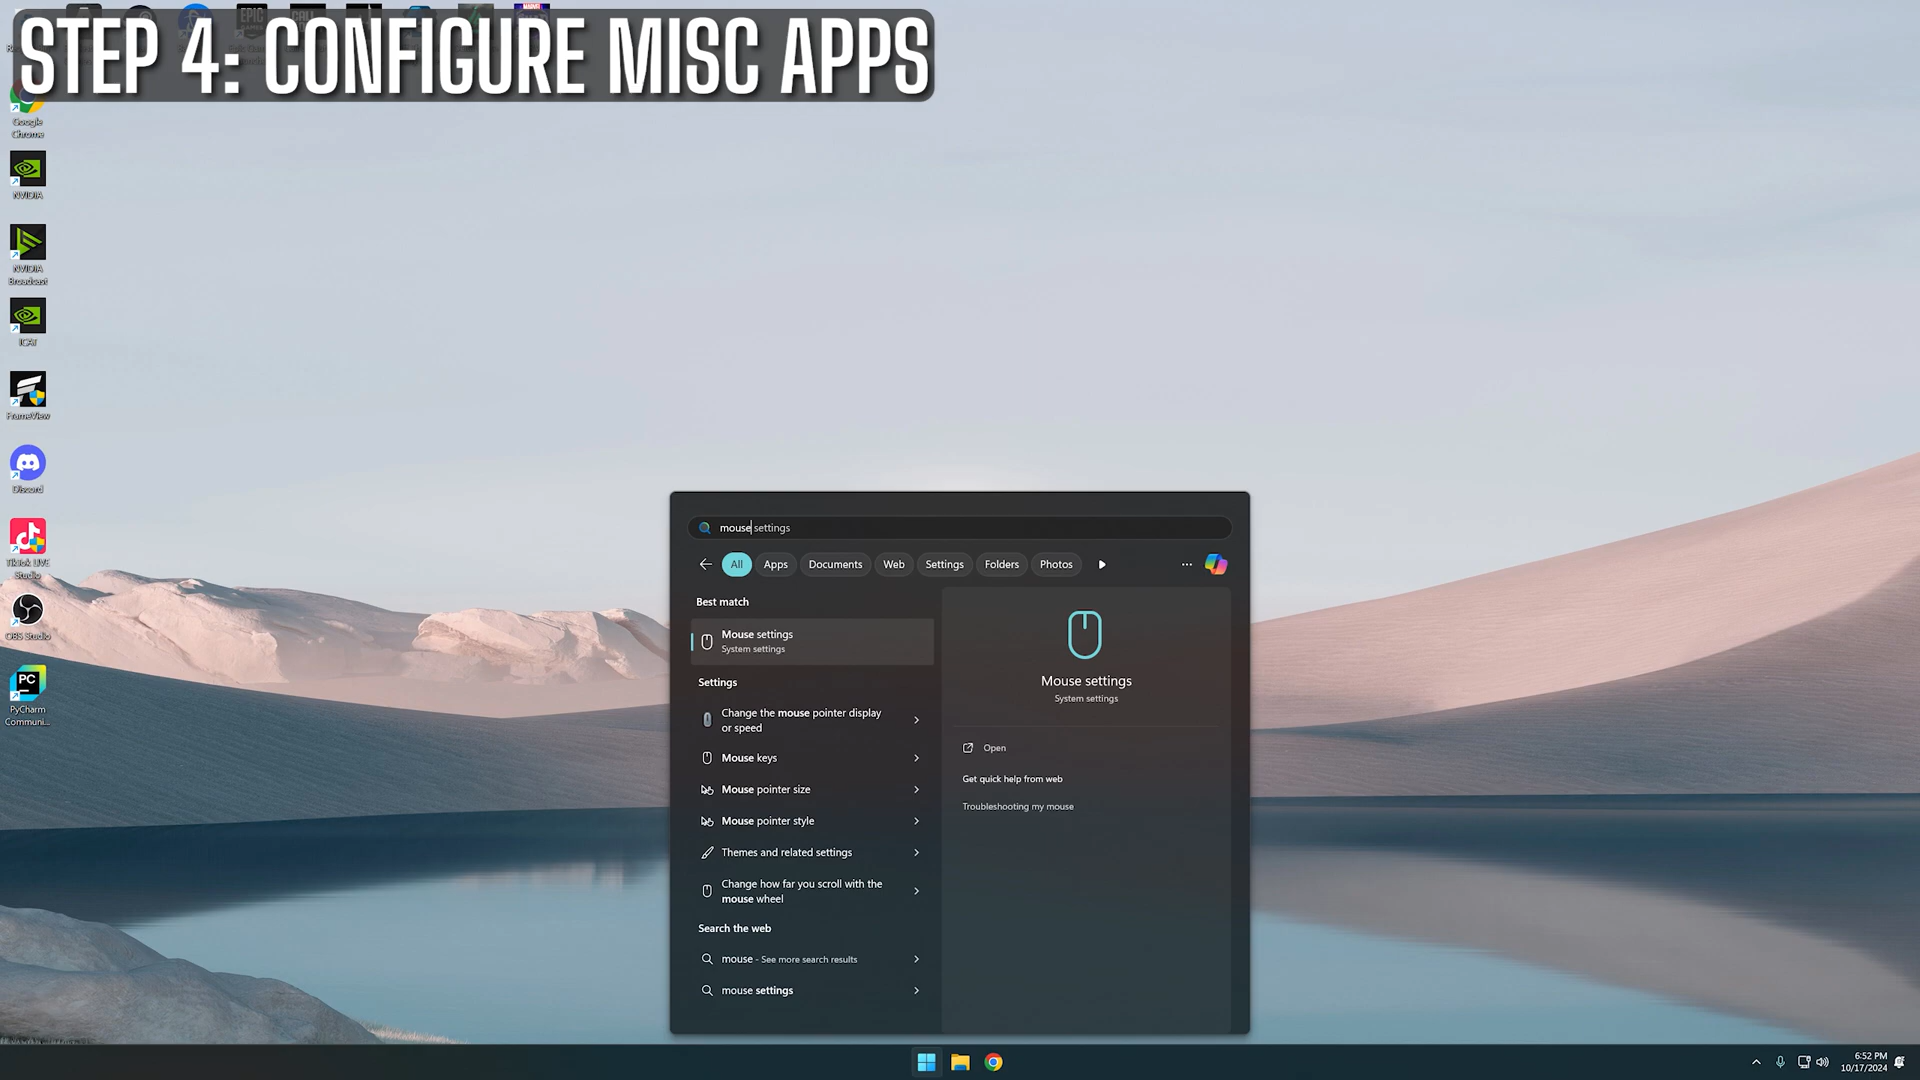 STEP 4: CONFIGURE MISC APPS
Google
Chrome
NVIDIA
NVIDIA
Broadcast
ICAT
FrameView
Discord
TikTok LIVE
Studio
OBS Studio
PyCharm
Communi...
mouse settings
All
Apps
Documents
Web
Settings
Folders
Photos
Best match
Mouse settings
System settings
Settings
Change the mouse pointer display
or speed
Mouse keys
Mouse pointer size
Mouse pointer style
Themes and related settings
Change how far you scroll with the
mouse wheel
Search the web
mouse - See more search results
mouse settings
Mouse settings
System settings
Open
Get quick help from web
Troubleshooting my mouse
6:52 PM
10/17/2024